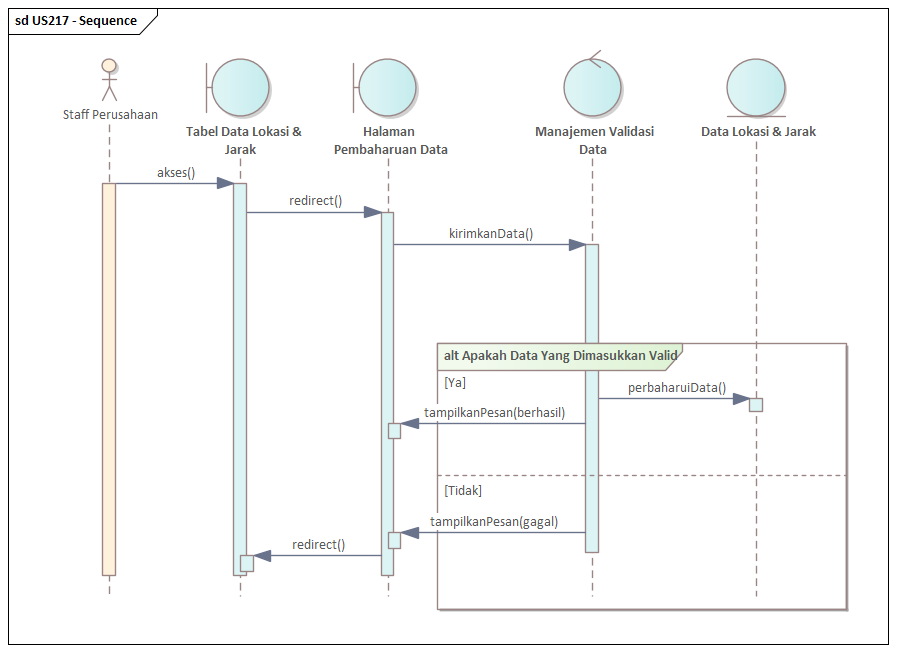 sd US217 - Sequence
Staff Perusahaan
Tabel Data Lokasi &
Jarak
Halaman
Pembaharuan Data
Manajemen Validasi
Data
Data Lokasi & Jarak
akses()
redirect()
kirimkanData()
alt Apakah Data Yang Dimasukkan Valid
[Ya]
perbaharuiData()
tampilkanPesan(berhasil)
[Tidak]
tampilkanPesan(gagal)
redirect()